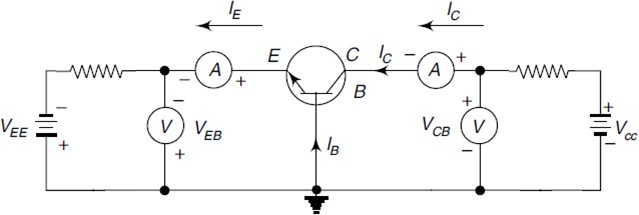 I_E I_C
− A + E C I_C − A +
B
V_EE − + − V + V_EB I_B V_CB + V − + − V_cc